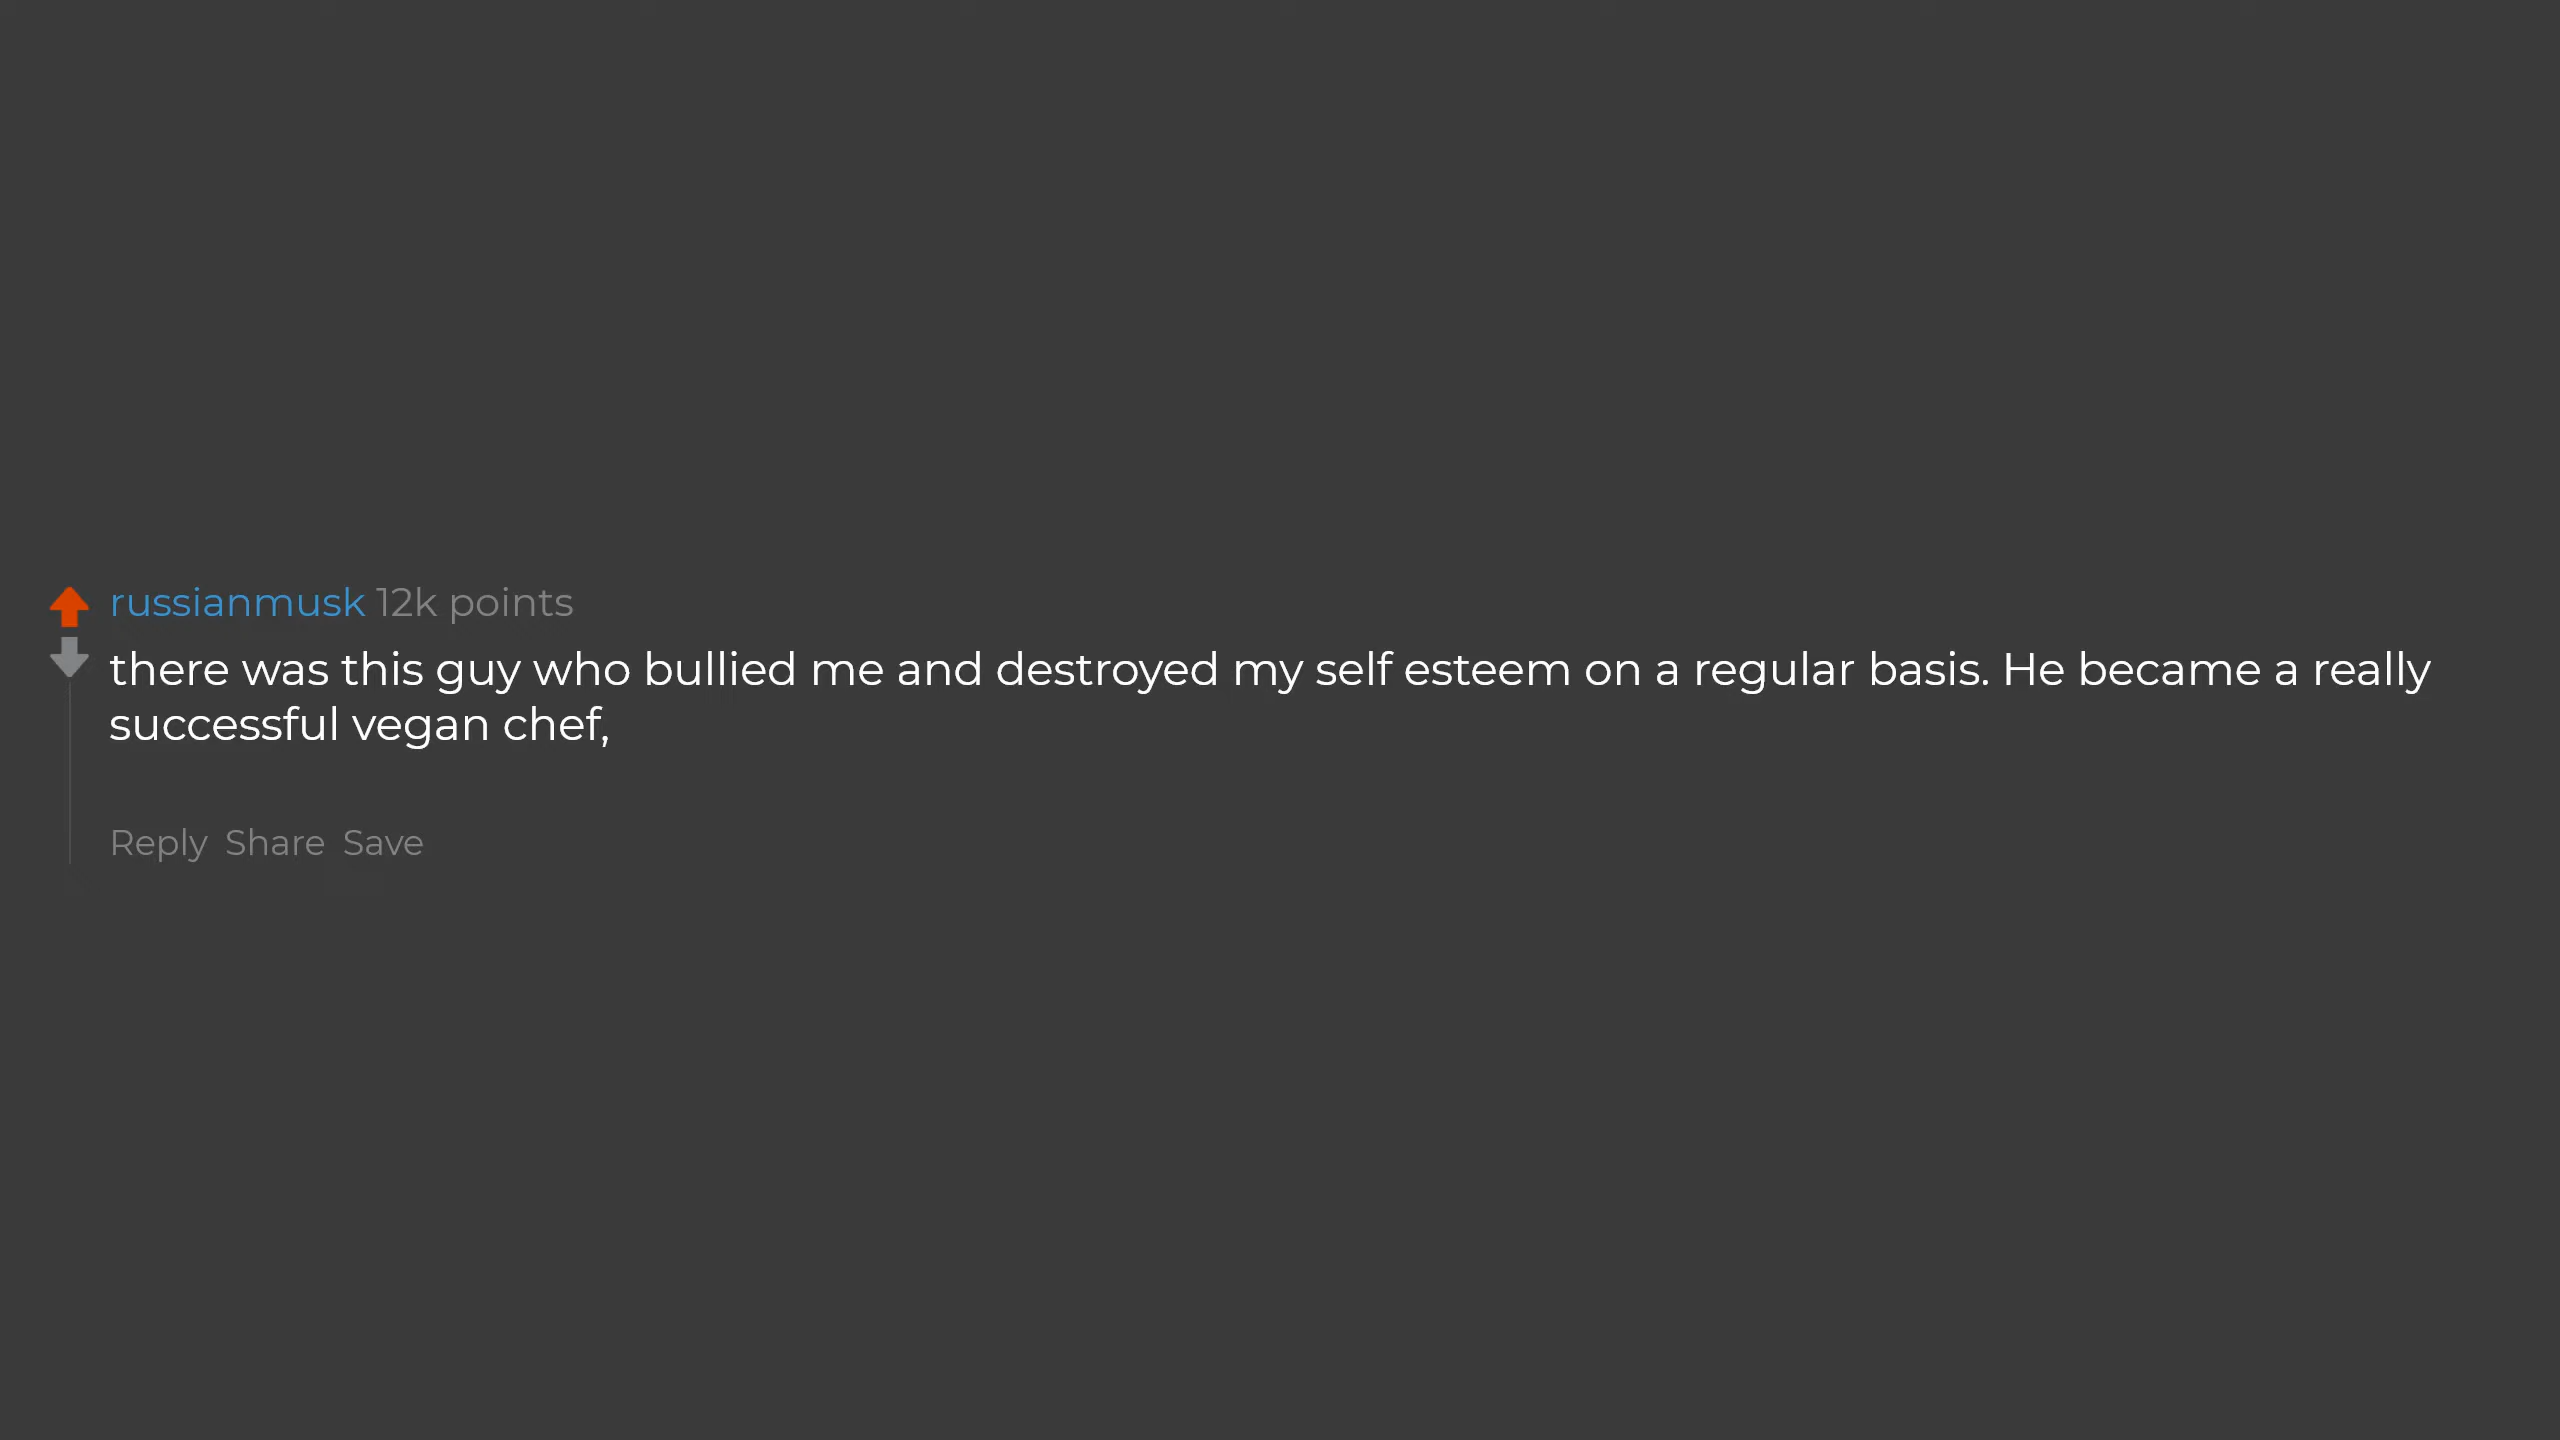 russianmusk 12k points
there was this guy who bullied me and destroyed my self esteem on a regular basis. He became a really
successful vegan chef,
Reply Share Save